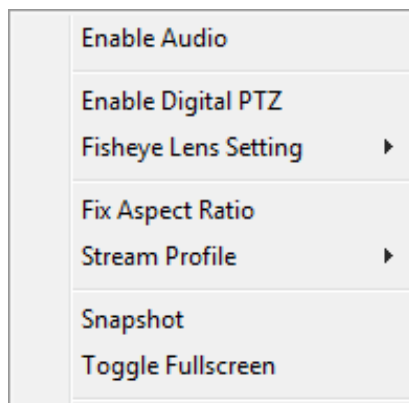 Enable Audio
Enable Digital PTZ
Fisheye Lens Setting
Fix Aspect Ratio
Stream Profile
Snapshot
Toggle Fullscreen